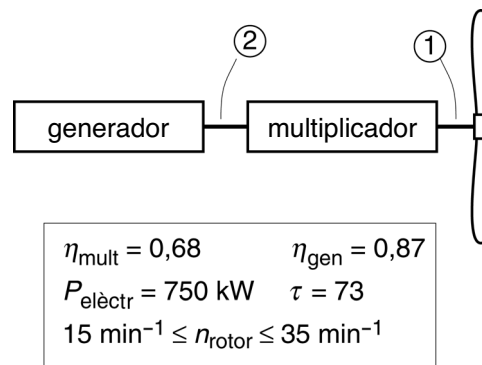 ② ①
generador multiplicador
η_mult = 0,68 η_gen = 0,87
P_elèctr = 750 kW τ = 73
15 min⁻¹ ≤ n_rotor ≤ 35 min⁻¹